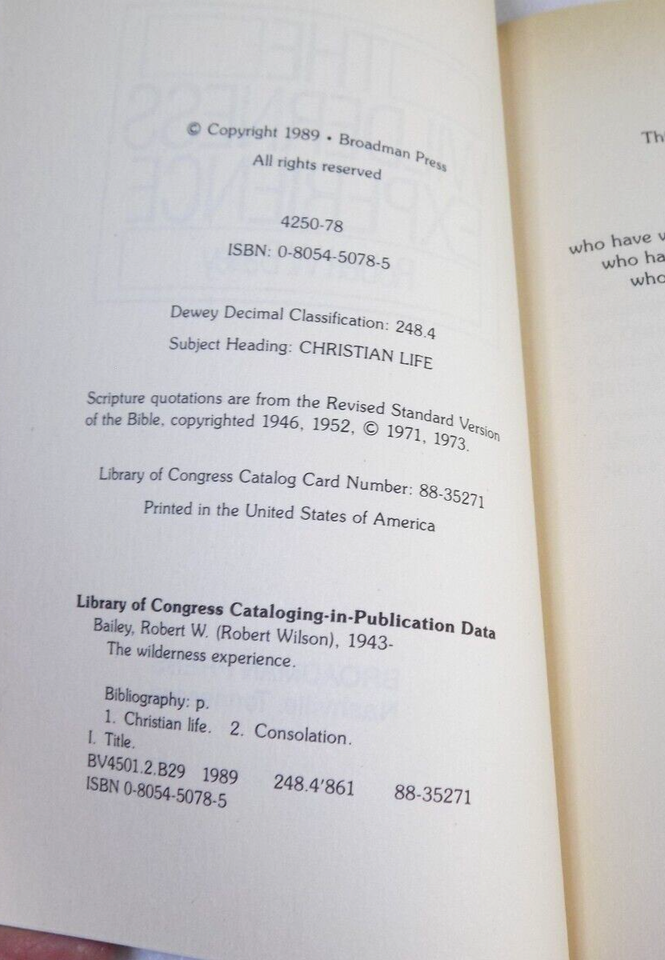 © Copyright 1989 • Broadman Press
All rights reserved
4250-78
ISBN: 0-8054-5078-5
Dewey Decimal Classification: 248.4
Subject Heading: CHRISTIAN LIFE
Scripture quotations are from the Revised Standard Version
of the Bible, copyrighted 1946, 1952, © 1971, 1973.
Library of Congress Catalog Card Number: 88-35271
Printed in the United States of America
Library of Congress Cataloging-in-Publication Data
Bailey, Robert W. (Robert Wilson), 1943-
The wilderness experience.
Bibliography: p.
1. Christian life. 2. Consolation.
I. Title.
BV4501.2.B29 1989 248.4'861 88-35271
ISBN 0-8054-5078-5
who have
who
who